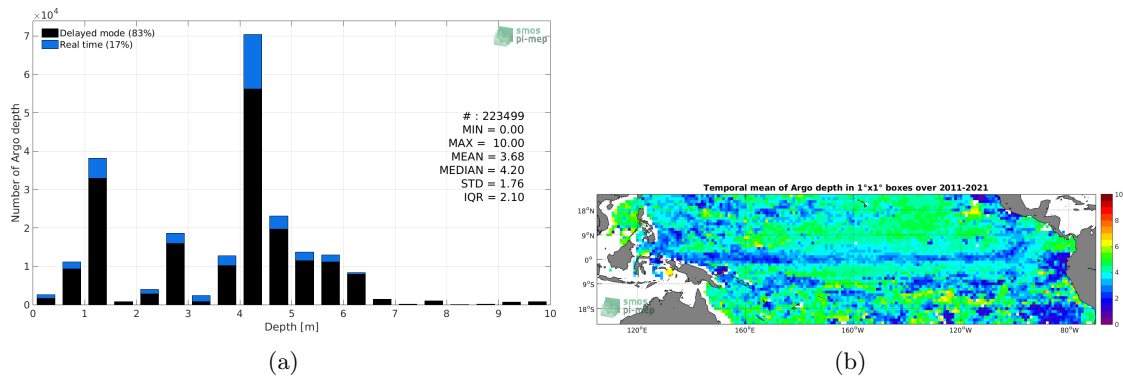 ×10⁴
7
6
5
4
3
2
1
0
Number of Argo depth
Delayed mode (83%)
Real time (17%)
smos
pi-mep
# : 223499
MIN = 0.00
MAX = 10.00
MEAN = 3.68
MEDIAN = 4.20
STD = 1.76
IQR = 2.10
0 1 2 3 4 5 6 7 8 9 10
Depth [m]
(a)
Temporal mean of Argo depth in 1°x1° boxes over 2011-2021
18°N
9°N
0°
9°S
18°S
smos
pi-mep
120°E 160°E 160°W 120°W 80°W
10
8
6
4
2
0
(b)